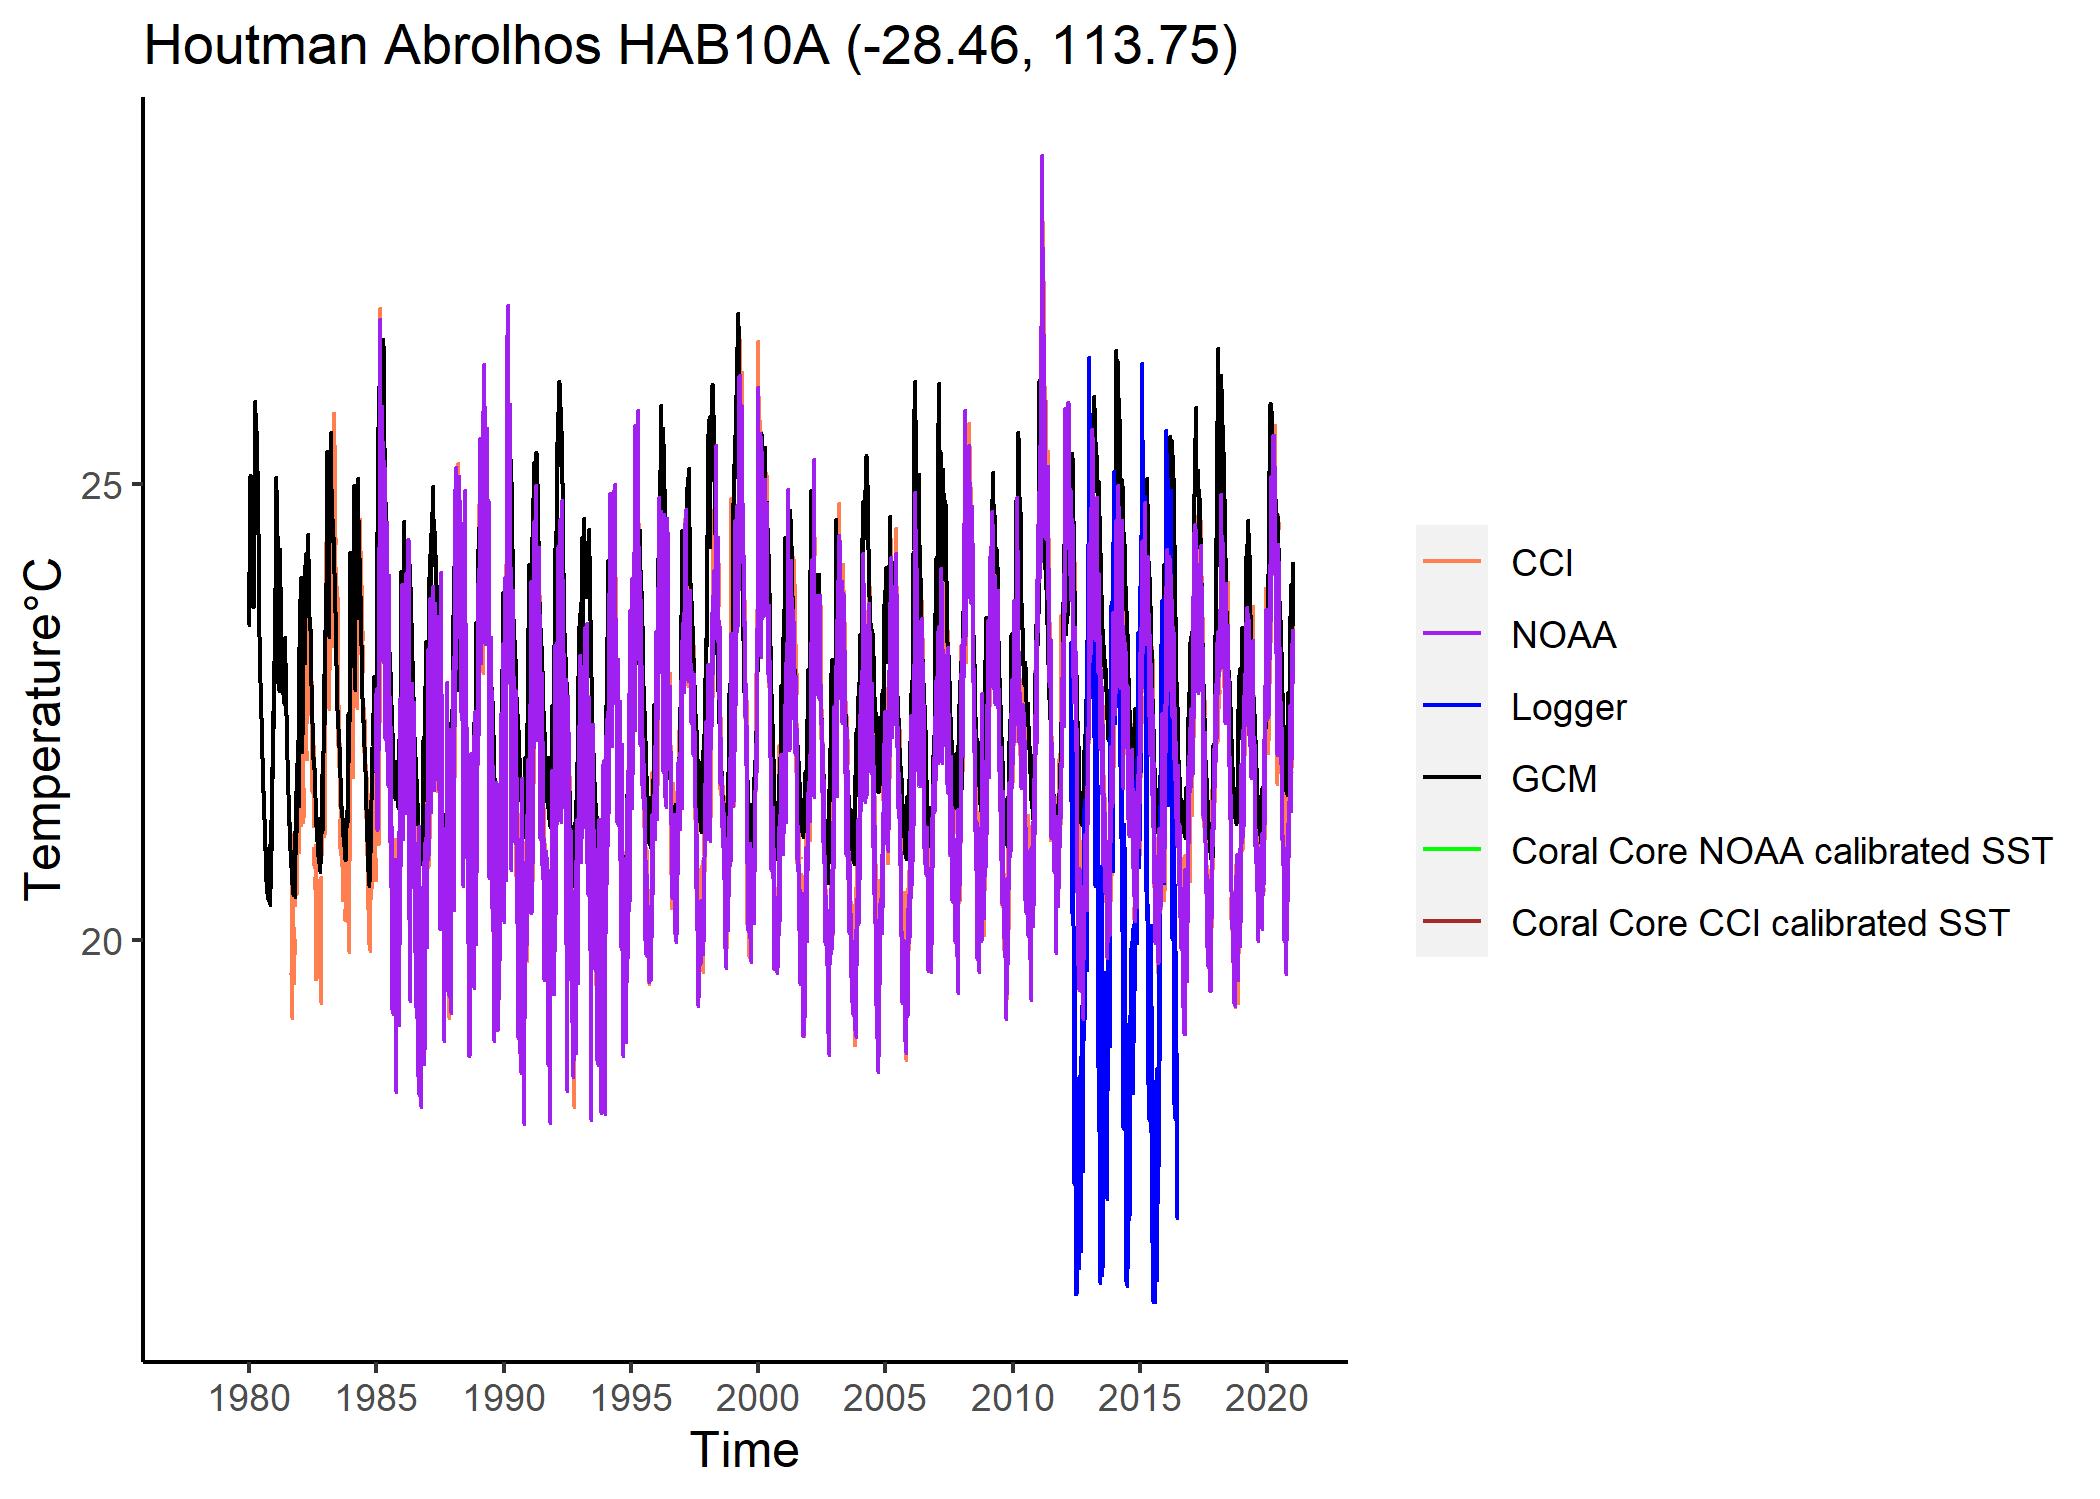 Houtman Abrolhos HAB10A (-28.46, 113.75)
Temperature°C
25
20
1980 1985 1990 1995 2000 2005 2010 2015 2020
Time
CCI
NOAA
Logger
GCM
Coral Core NOAA calibrated SST
Coral Core CCI calibrated SST